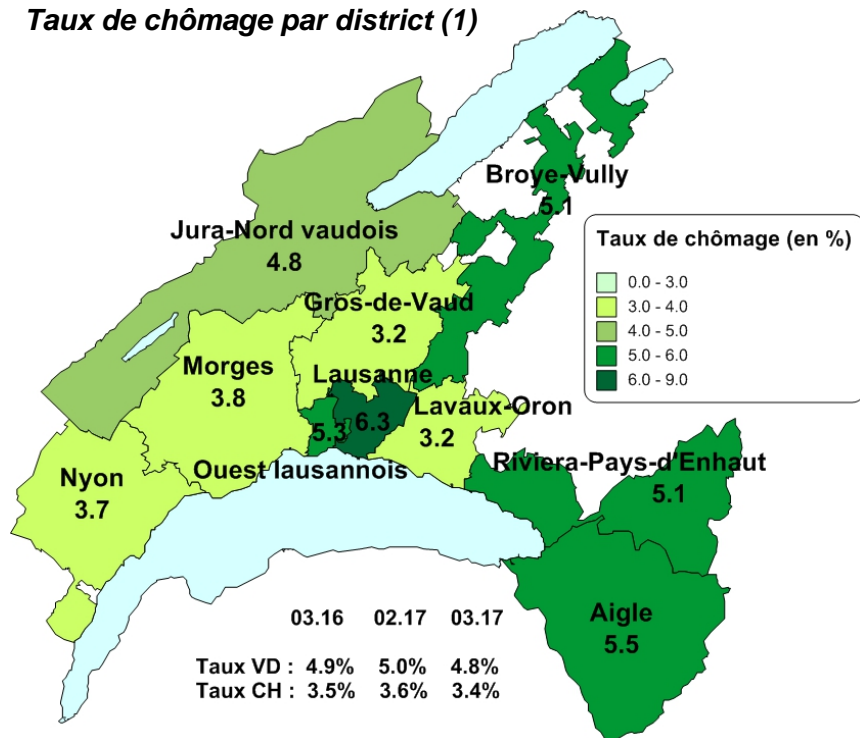 Taux de chômage par district (1)
Broye-Vully
5.1
Jura-Nord vaudois
4.8
Taux de chômage (en %)
0.0 - 3.0
3.0 - 4.0
4.0 - 5.0
5.0 - 6.0
6.0 - 9.0
Gros-de-Vaud
3.2
Morges
3.8
Lausanne
6.3
5.3
Lavaux-Oron
3.2
Ouest lausannois
Riviera-Pays-d'Enhaut
5.1
Nyon
3.7
Aigle
5.5
03.16 02.17 03.17
Taux VD : 4.9% 5.0% 4.8%
Taux CH : 3.5% 3.6% 3.4%